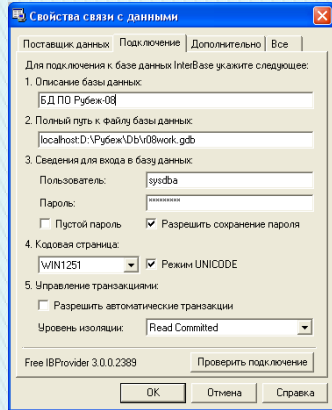 Свойства связи с данными
Поставщик данных Подключение Дополнительно Все
Для подключения к базе данных InterBase укажите следующее:
1. Описание базы данных:
БД ПО Рубеж-08
2. Полный путь к файлу базы данных:
localhost:D:\Рубеж\Db\r08work.gdb
3. Сведения для входа в базу данных:
Пользователь: sysdba
Пароль: *********
Пустой пароль Разрешить сохранение пароля
4. Кодовая страница:
WIN1251 Режим UNICODE
5. Управление транзакциями:
Разрешить автоматические транзакции
Уровень изоляции: Read Committed
Free IBProvider 3.0.0.2389 Проверить подключение
OK Отмена Справка